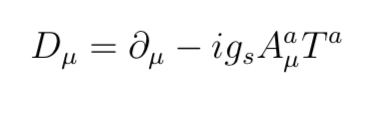 D_μ = ∂_μ − ig_s A^a_μ T^a